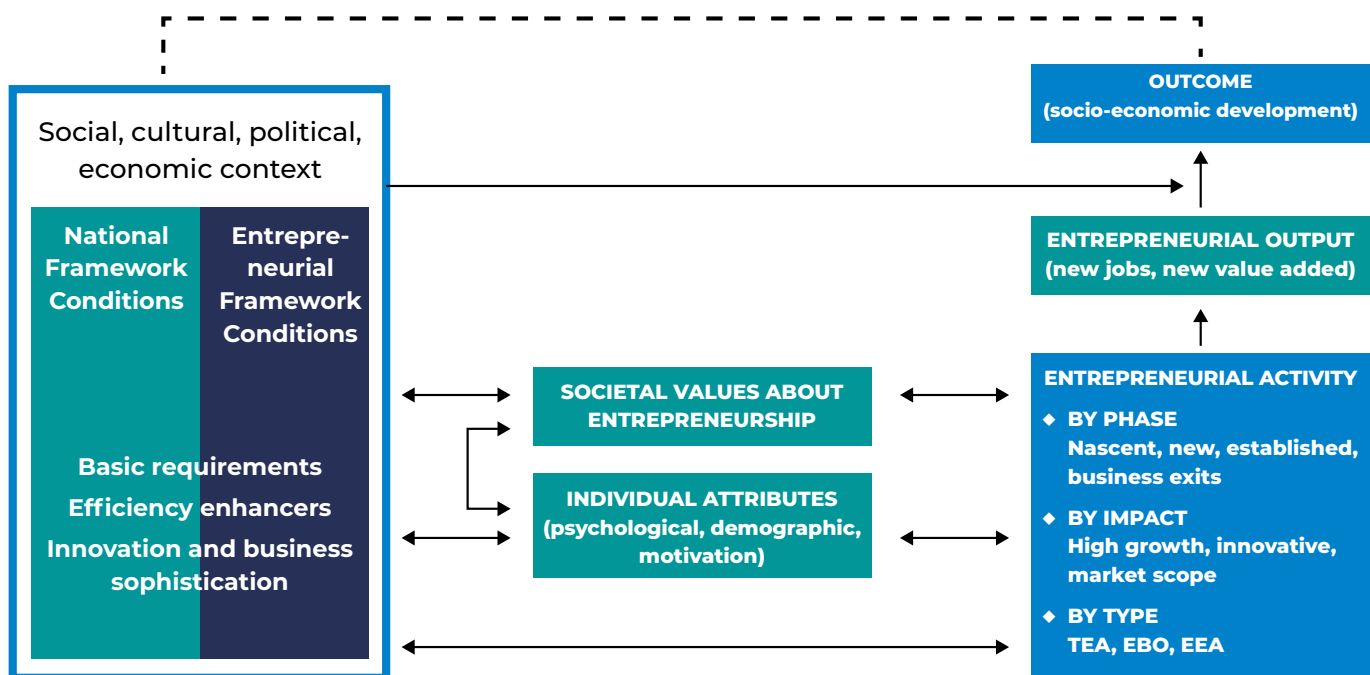 Social, cultural, political,
economic context
National
Framework
Conditions
Entrepre-
neurial
Framework
Conditions
Basic requirements
Efficiency enhancers
Innovation and business
sophistication
SOCIETAL VALUES ABOUT
ENTREPRENEURSHIP
INDIVIDUAL ATTRIBUTES
(psychological, demographic,
motivation)
OUTCOME
(socio-economic development)
ENTREPRENEURIAL OUTPUT
(new jobs, new value added)
ENTREPRENEURIAL ACTIVITY
◆ BY PHASE
Nascent, new, established,
business exits
◆ BY IMPACT
High growth, innovative,
market scope
◆ BY TYPE
TEA, EBO, EEA